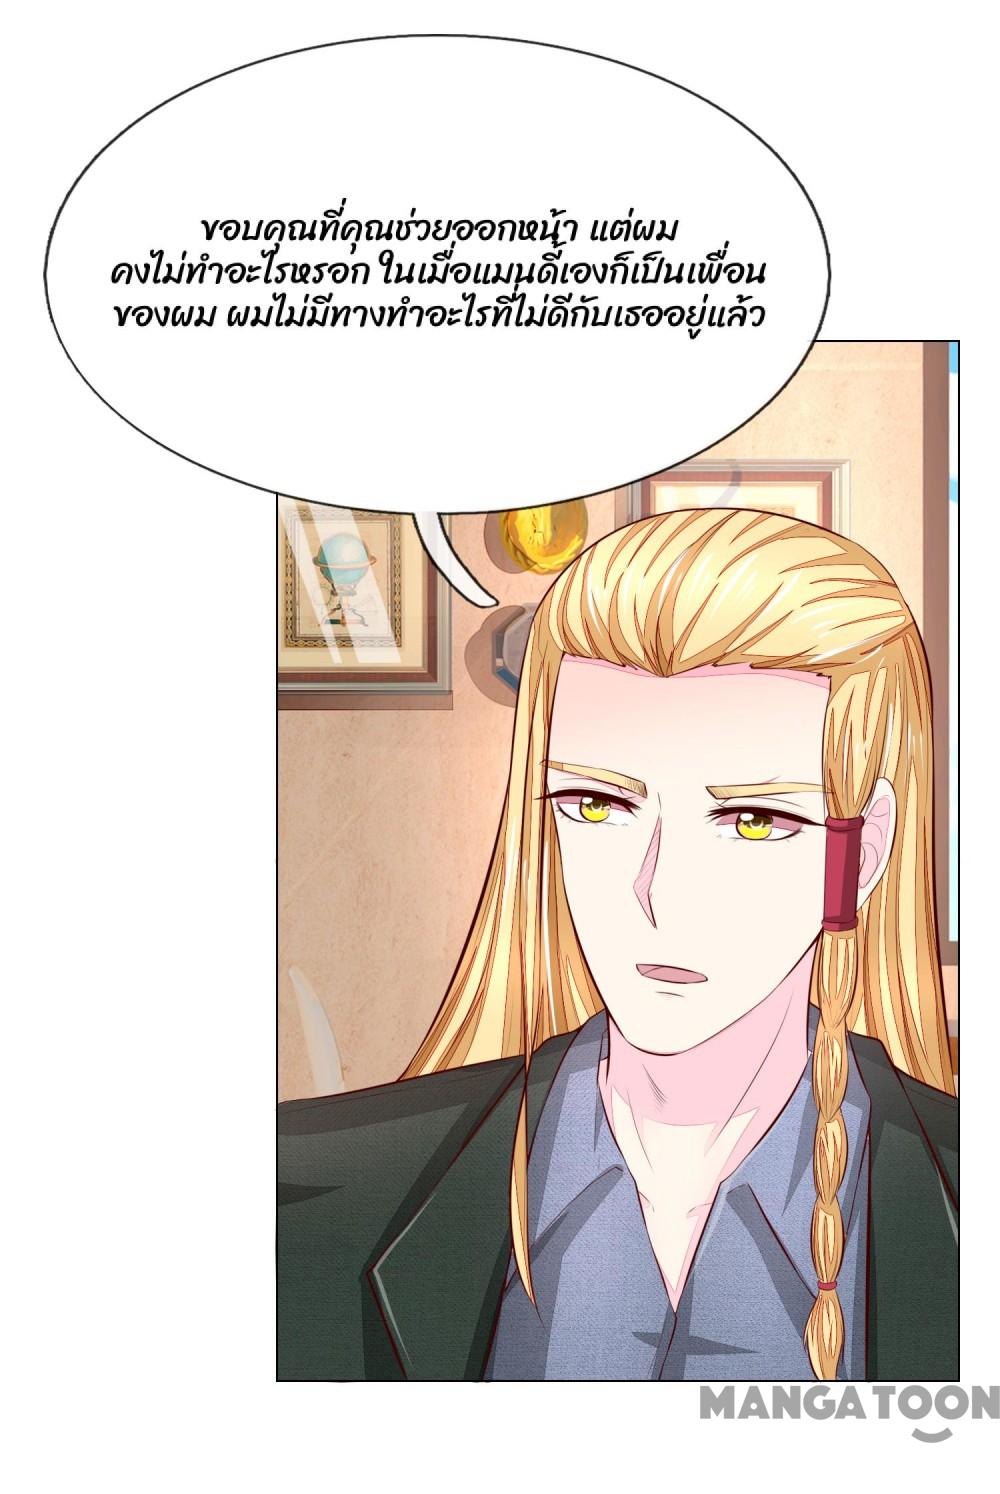 ขอบคุณที่คุณช่วยออกหน้า แต่ผม
คงไม่ทำอะไรหรอก ในเมื่อแมนดี้เองก็เป็นเพื่อน
ของผม ผมไม่มีทางทำอะไรที่ไม่ดีกับเธออยู่แล้ว
MANGATOON